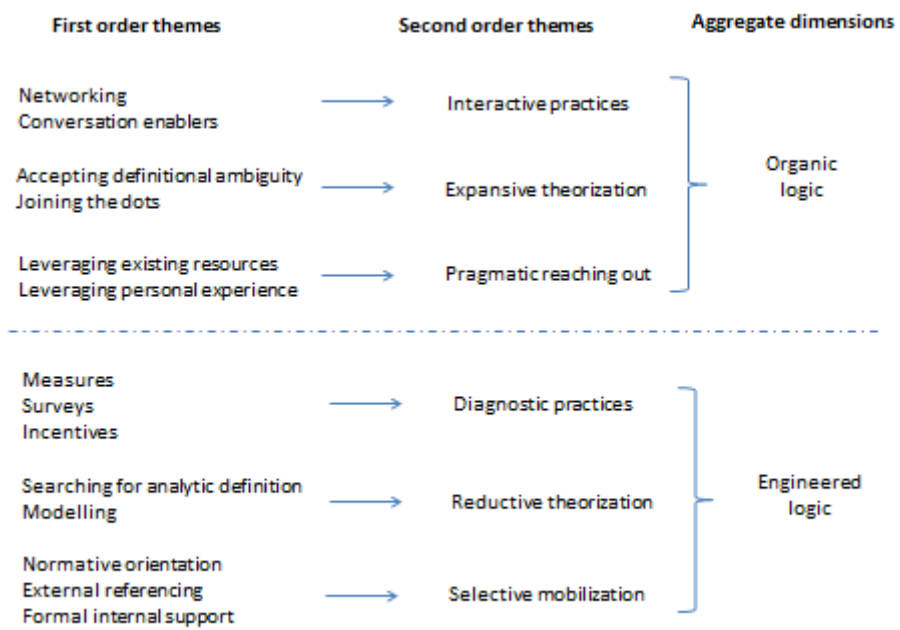 First order themes
Second order themes
Aggregate dimensions
Networking
Conversation enablers
Interactive practices
Accepting definitional ambiguity
Joining the dots
Expansive theorization
Organic
logic
Leveraging existing resources
Leveraging personal experience
Pragmatic reaching out
Measures
Surveys
Incentives
Diagnostic practices
Searching for analytic definition
Modelling
Reductive theorization
Engineered
logic
Normative orientation
External referencing
Formal internal support
Selective mobilization